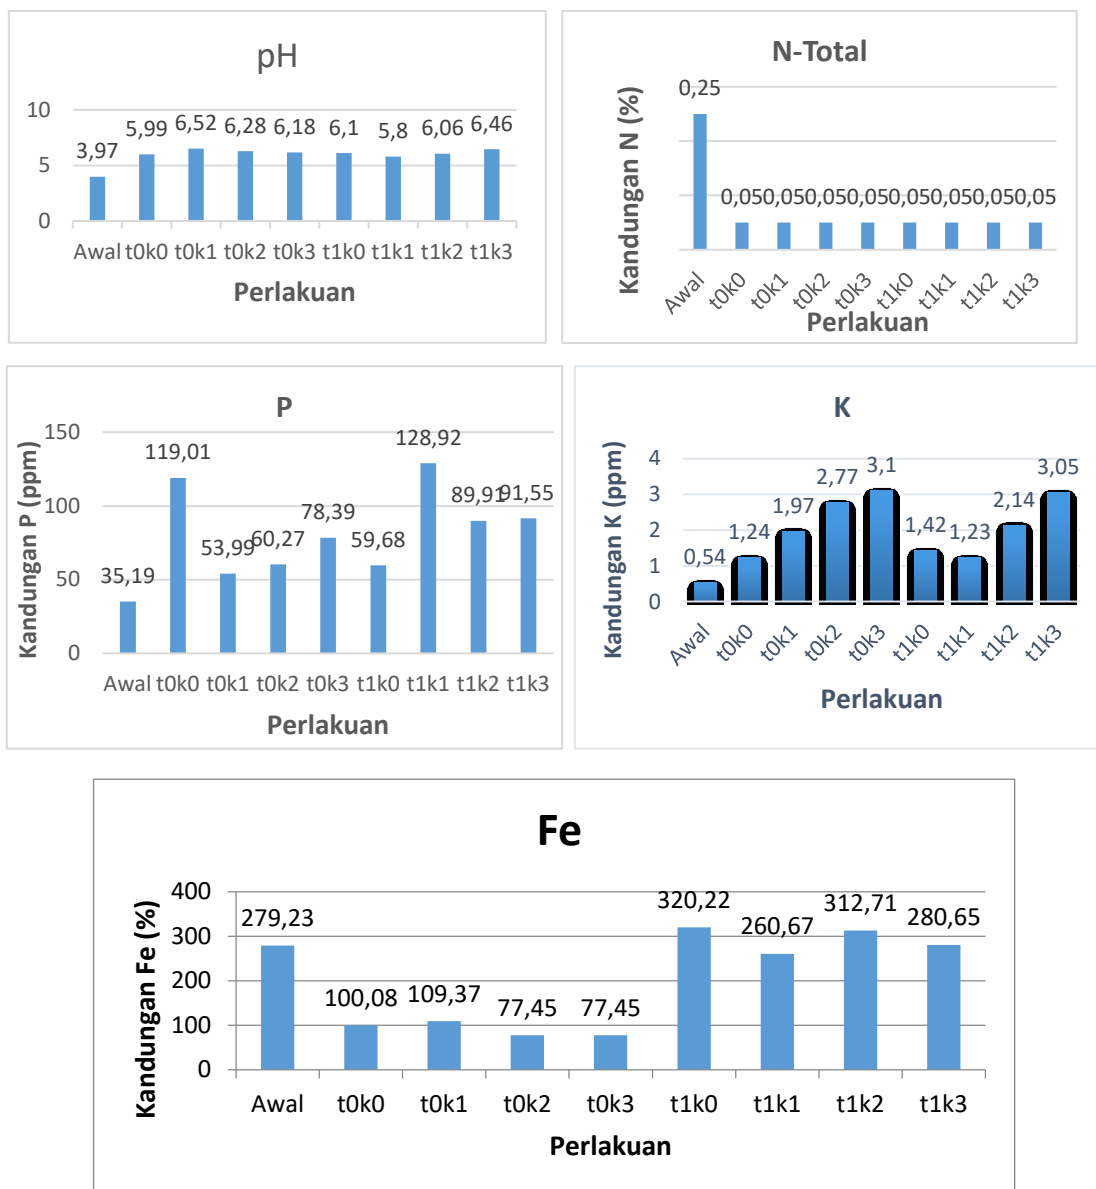 pH
10
5
0
3,97
5,99
6,52
6,28
6,18
6,1
5,8
6,06
6,46
Awal t0k0 t0k1 t0k2 t0k3 t1k0 t1k1 t1k2 t1k3
Perlakuan
N-Total
Kandungan N (%)
0,25
0,050,050,050,050,050,050,050,05
Awal t0k0 t0k1 t0k2 t0k3 t1k0 t1k1 t1k2 t1k3
Perlakuan
P
Kandungan P (ppm)
150
100
50
0
35,19
119,01
53,99
60,27
78,39
59,68
128,92
89,91
91,55
Awal t0k0 t0k1 t0k2 t0k3 t1k0 t1k1 t1k2 t1k3
Perlakuan
K
Kandungan K (ppm)
4
3
2
1
0
0,54
1,24
1,97
2,77
3,1
1,42
1,23
2,14
3,05
Awal t0k0 t0k1 t0k2 t0k3 t1k0 t1k1 t1k2 t1k3
Perlakuan
Fe
Kandungan Fe (%)
400
300
200
100
0
279,23
100,08
109,37
77,45
77,45
320,22
260,67
312,71
280,65
Awal t0k0 t0k1 t0k2 t0k3 t1k0 t1k1 t1k2 t1k3
Perlakuan